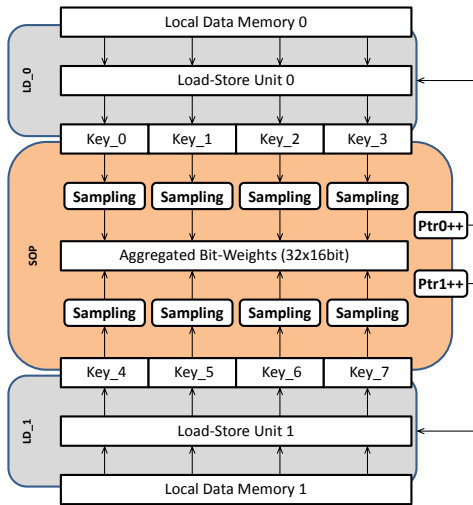 Local Data Memory 0
LD_0
Load-Store Unit 0
Key_0 Key_1 Key_2 Key_3
Sampling Sampling Sampling Sampling
Ptr0++
SOP
Aggregated Bit-Weights (32x16bit)
Ptr1++
Sampling Sampling Sampling Sampling
Key_4 Key_5 Key_6 Key_7
LD_1
Load-Store Unit 1
Local Data Memory 1